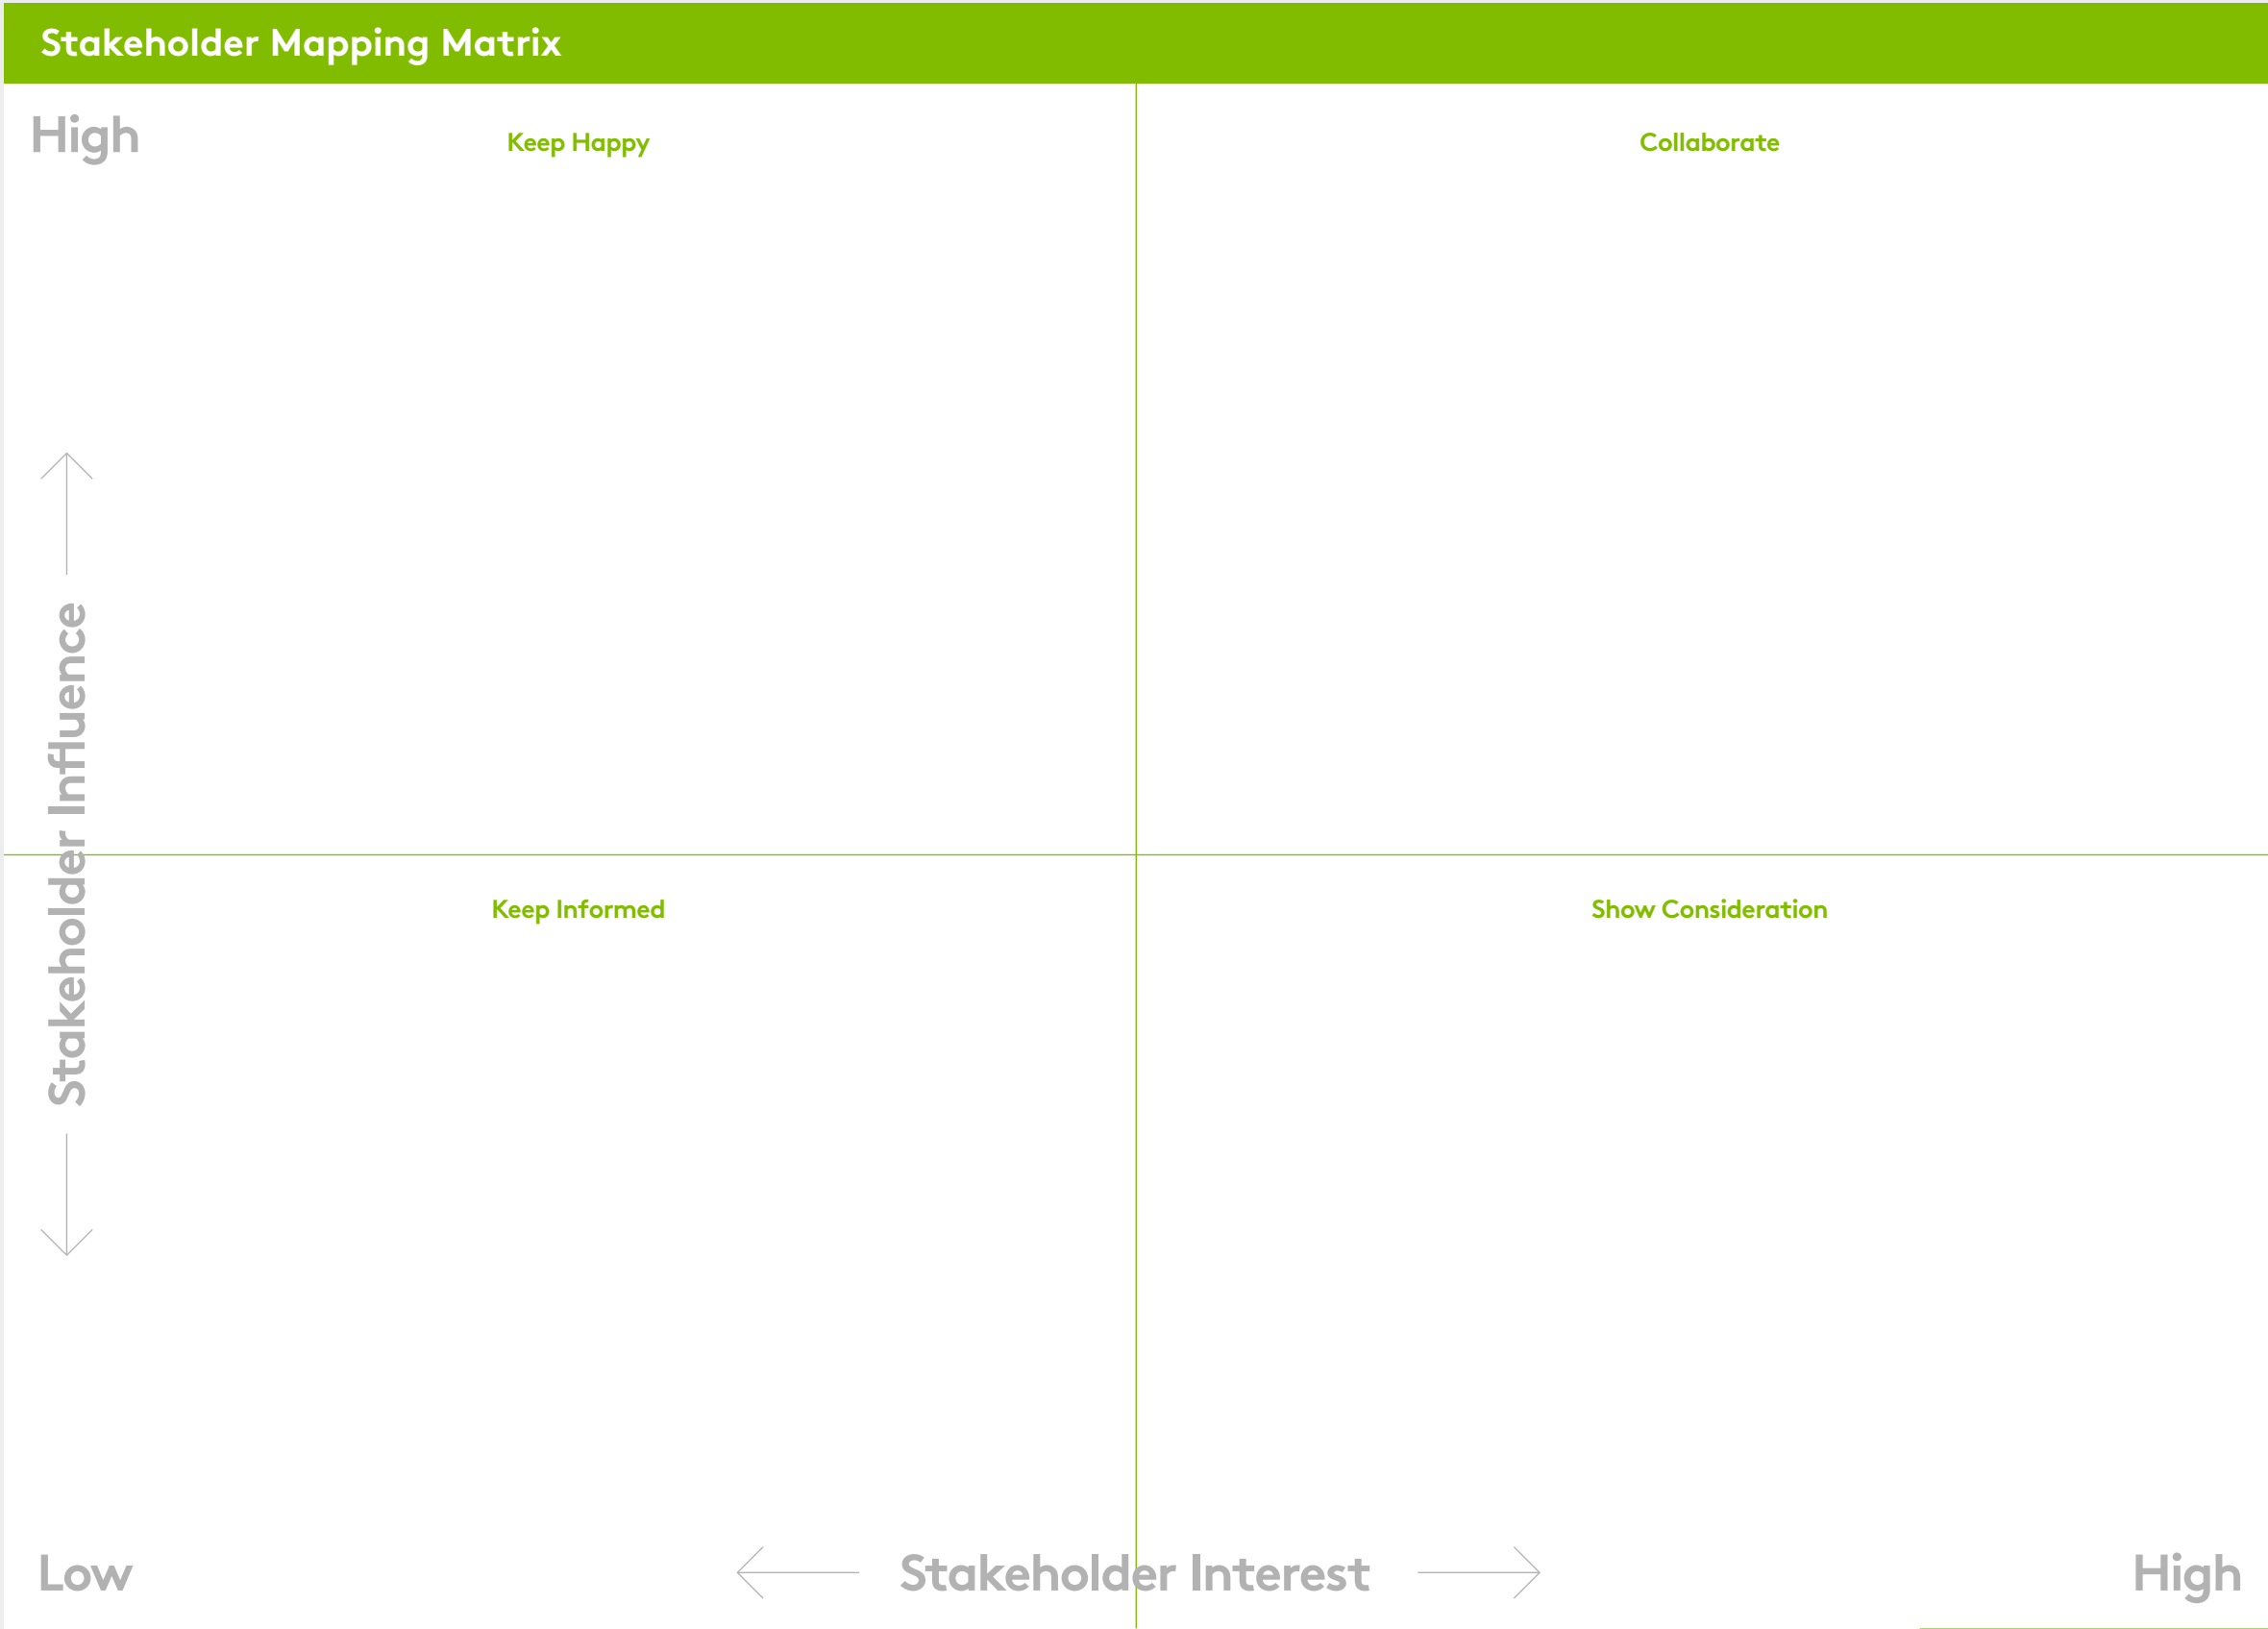 Stakeholder Mapping Matrix
High
Keep Happy
Collaborate
Stakeholder Influence
Keep Informed
Show Consideration
Low
Stakeholder Interest
High